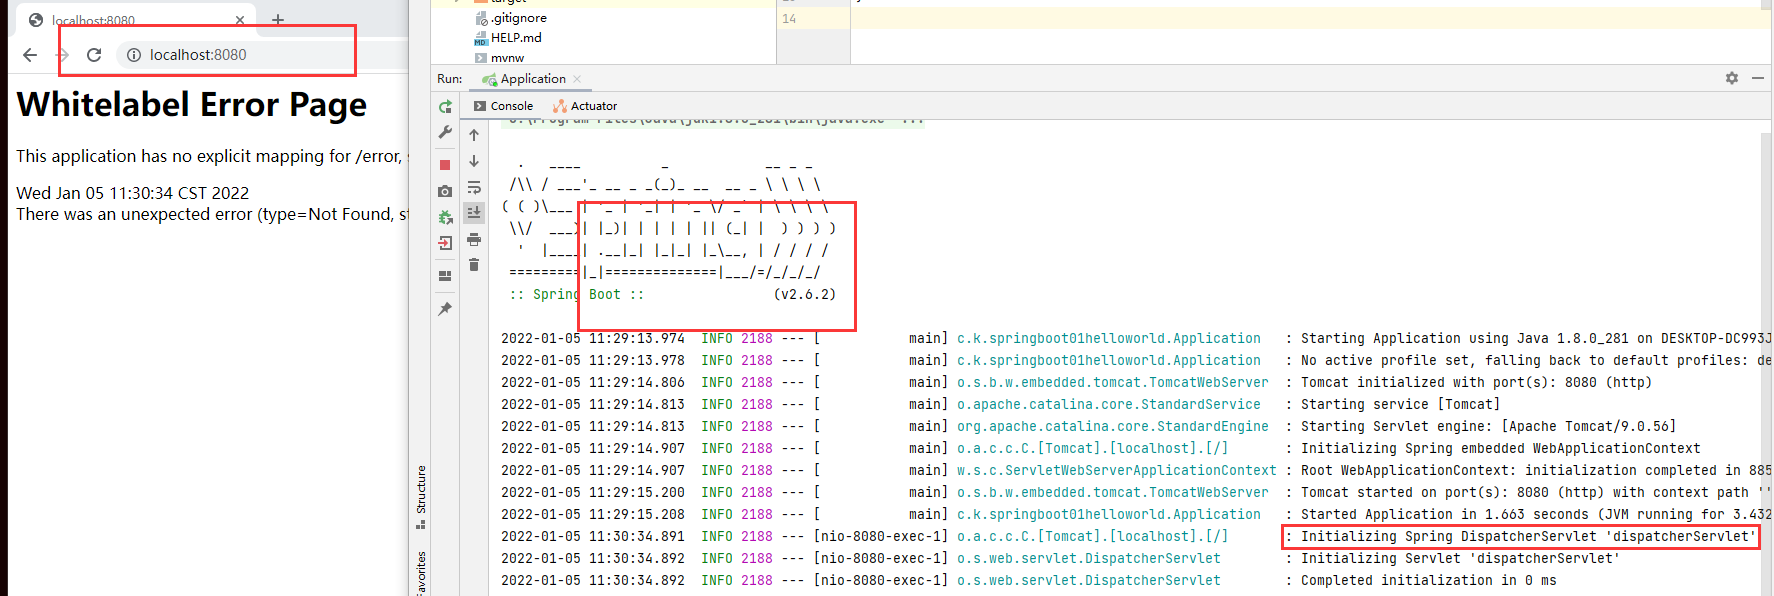 localhost:8080
localhost:8080
Whitelabel Error Page
This application has no explicit mapping for /error,
Wed Jan 05 11:30:34 CST 2022
There was an unexpected error (type=Not Found,
target
.gitignore
HELP.md
mvnw
14
Run: Application
Console Actuator
  .   ____          _            __ _ _
 /\\ / ___'_ __ _ _(_)_ __  __ _ \ \ \ \
( ( )\___ | '_ | '_| | '_ \/ _` | \ \ \ \
 \\/  ___)| |_)| | | | | || (_| |  ) ) ) )
  '  |____| .__|_| |_|_| |_\__, | / / / /
 =========|_|==============|___/=/_/_/_/
:: Spring Boot :: (v2.6.2)
2022-01-05 11:29:13.974 INFO 2188 --- [ main] c.k.springboot01helloworld.Application : Starting Application using Java 1.8.0_281 on DESKTOP-DC993J
2022-01-05 11:29:13.978 INFO 2188 --- [ main] c.k.springboot01helloworld.Application : No active profile set, falling back to default profiles: de
2022-01-05 11:29:14.806 INFO 2188 --- [ main] o.s.b.w.embedded.tomcat.TomcatWebServer : Tomcat initialized with port(s): 8080 (http)
2022-01-05 11:29:14.813 INFO 2188 --- [ main] o.apache.catalina.core.StandardService : Starting service [Tomcat]
2022-01-05 11:29:14.813 INFO 2188 --- [ main] org.apache.catalina.core.StandardEngine : Starting Servlet engine: [Apache Tomcat/9.0.56]
2022-01-05 11:29:14.907 INFO 2188 --- [ main] o.a.c.c.C.[Tomcat].[localhost].[/] : Initializing Spring embedded WebApplicationContext
2022-01-05 11:29:14.907 INFO 2188 --- [ main] w.s.c.ServletWebServerApplicationContext : Root WebApplicationContext: initialization completed in 885
2022-01-05 11:29:15.200 INFO 2188 --- [ main] o.s.b.w.embedded.tomcat.TomcatWebServer : Tomcat started on port(s): 8080 (http) with context path ''
2022-01-05 11:29:15.208 INFO 2188 --- [ main] c.k.springboot01helloworld.Application : Started Application in 1.663 seconds (JVM running for 3.432
2022-01-05 11:30:34.891 INFO 2188 --- [nio-8080-exec-1] o.a.c.c.C.[Tomcat].[localhost].[/] : Initializing Spring DispatcherServlet 'dispatcherServlet'
2022-01-05 11:30:34.892 INFO 2188 --- [nio-8080-exec-1] o.s.web.servlet.DispatcherServlet : Initializing Servlet 'dispatcherServlet'
2022-01-05 11:30:34.892 INFO 2188 --- [nio-8080-exec-1] o.s.web.servlet.DispatcherServlet : Completed initialization in 0 ms
Structure
Favorites